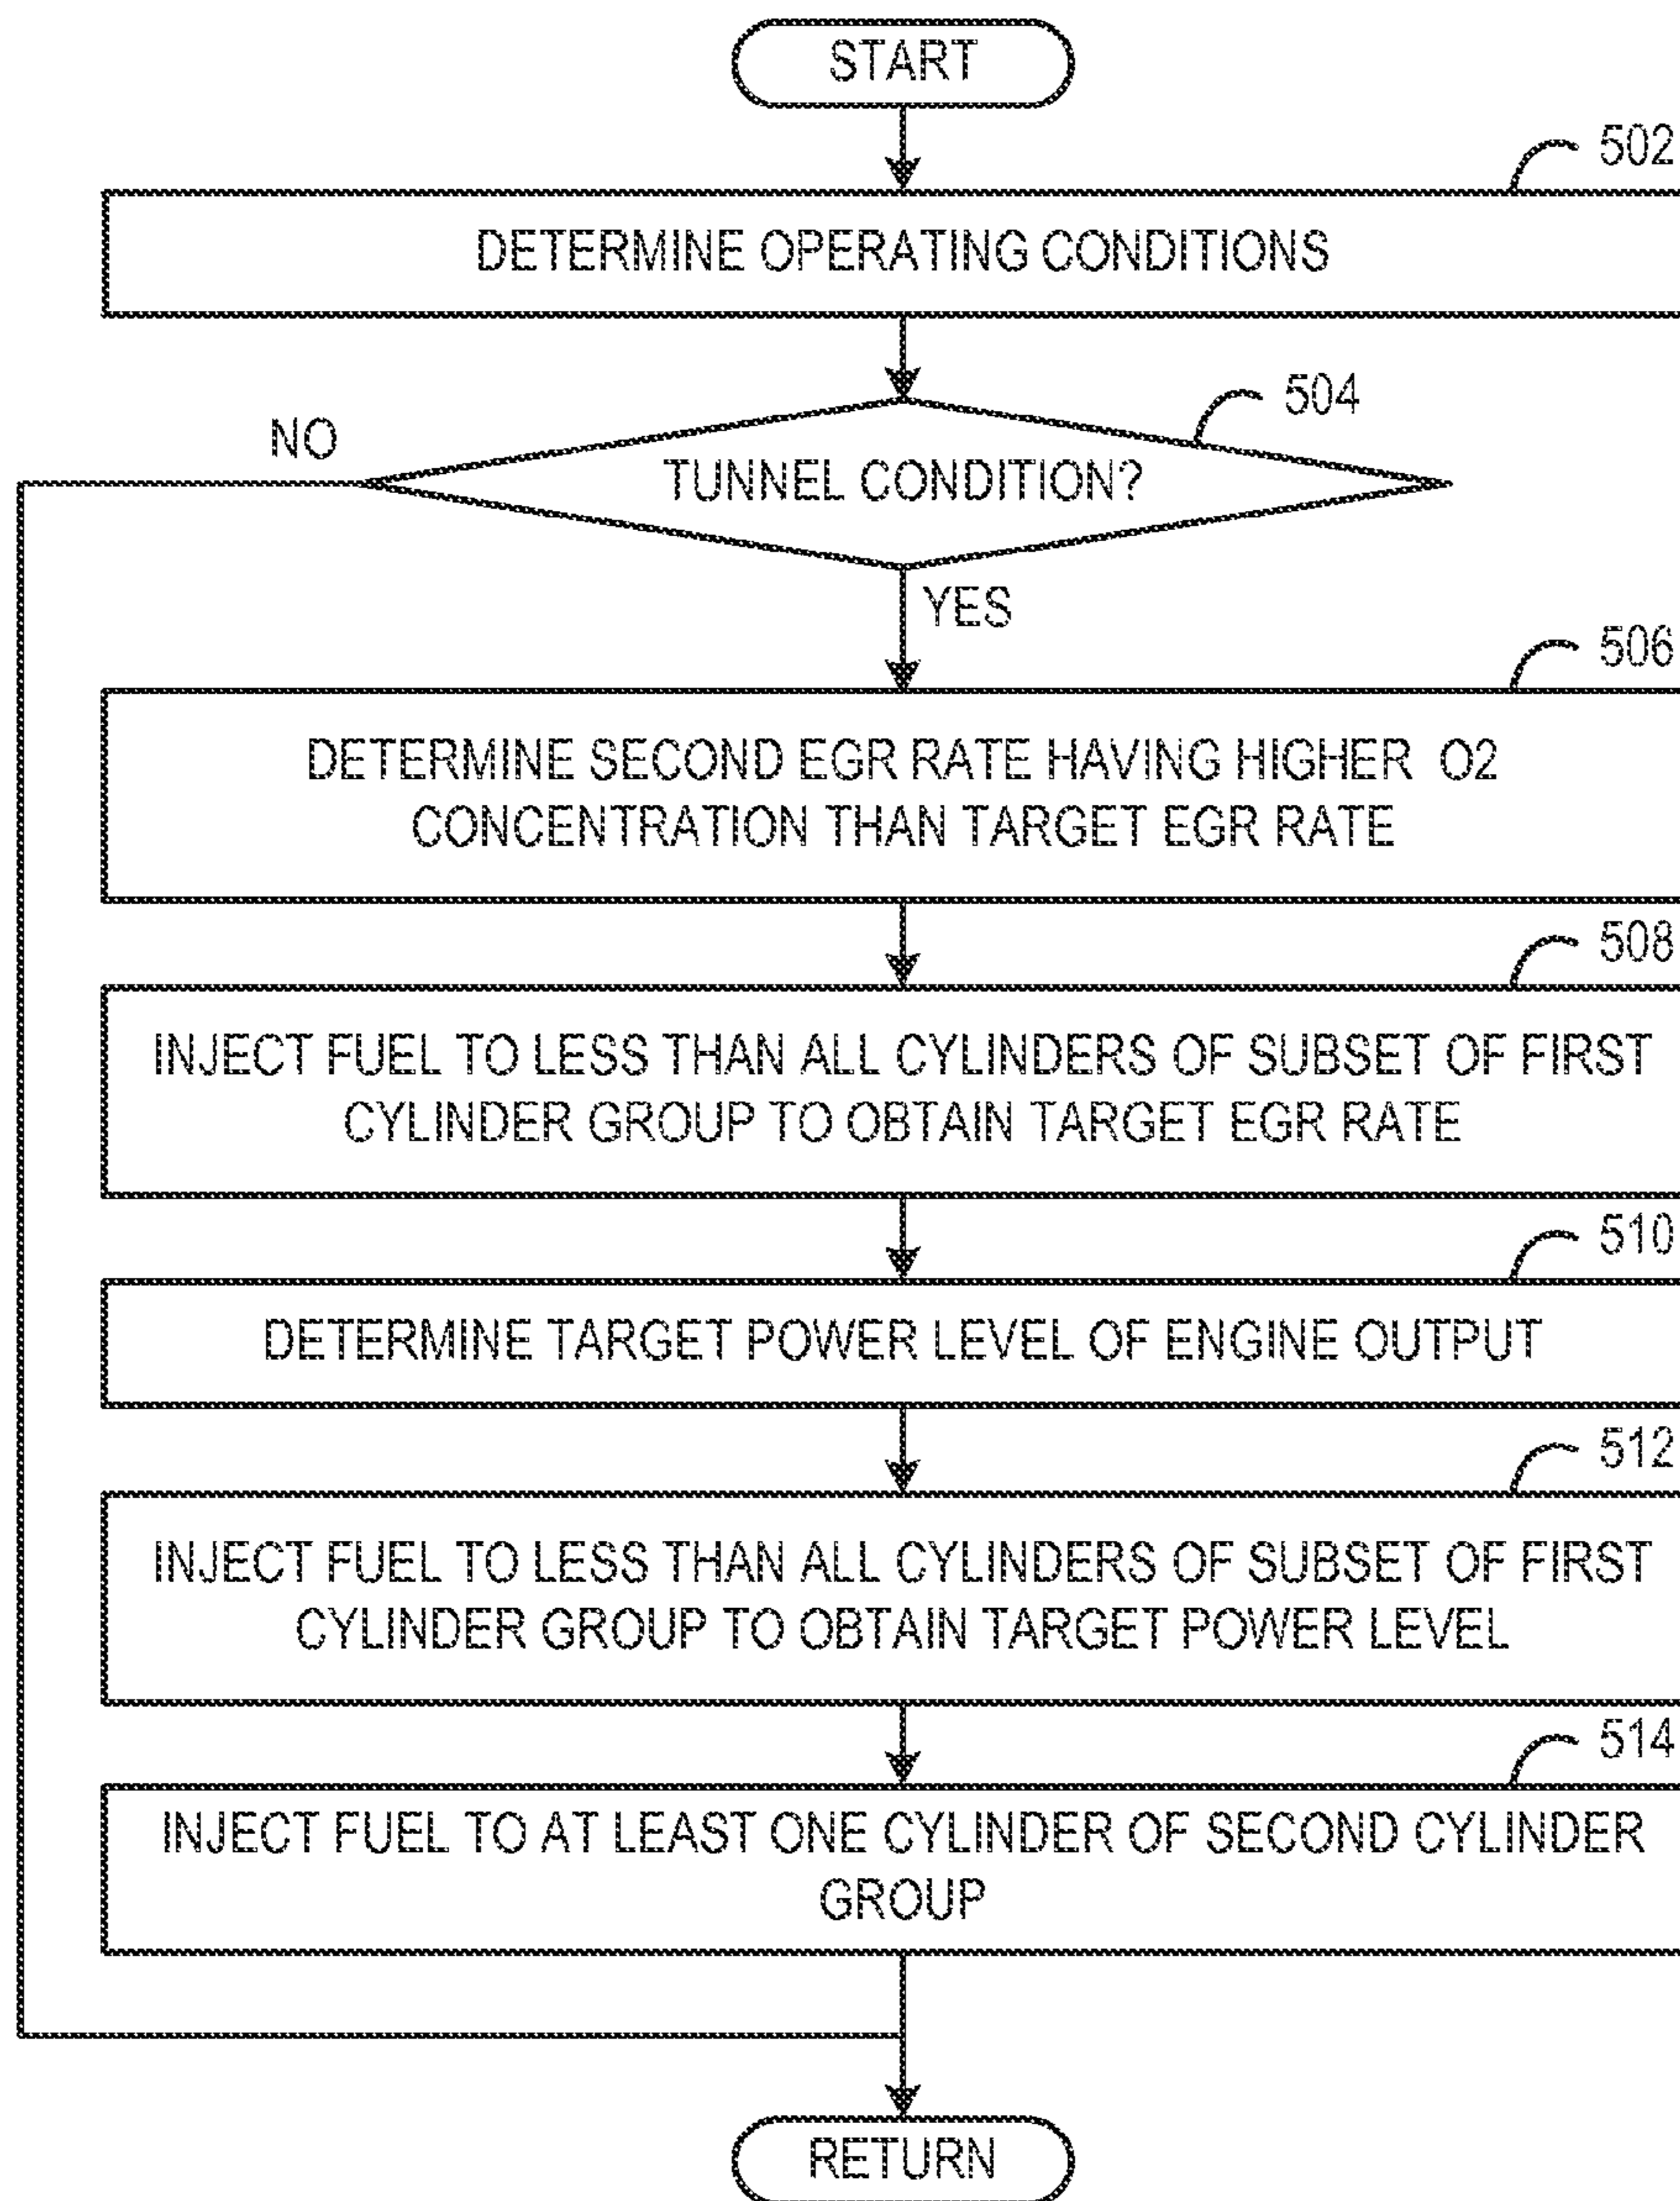 START
502
DETERMINE OPERATING CONDITIONS
504
NO
TUNNEL CONDITION?
YES
506
DETERMINE SECOND EGR RATE HAVING HIGHER O2
CONCENTRATION THAN TARGET EGR RATE
508
INJECT FUEL TO LESS THAN ALL CYLINDERS OF SUBSET OF FIRST
CYLINDER GROUP TO OBTAIN TARGET EGR RATE
510
DETERMINE TARGET POWER LEVEL OF ENGINE OUTPUT
512
INJECT FUEL TO LESS THAN ALL CYLINDERS OF SUBSET OF FIRST
CYLINDER GROUP TO OBTAIN TARGET POWER LEVEL
514
INJECT FUEL TO AT LEAST ONE CYLINDER OF SECOND CYLINDER
GROUP
RETURN